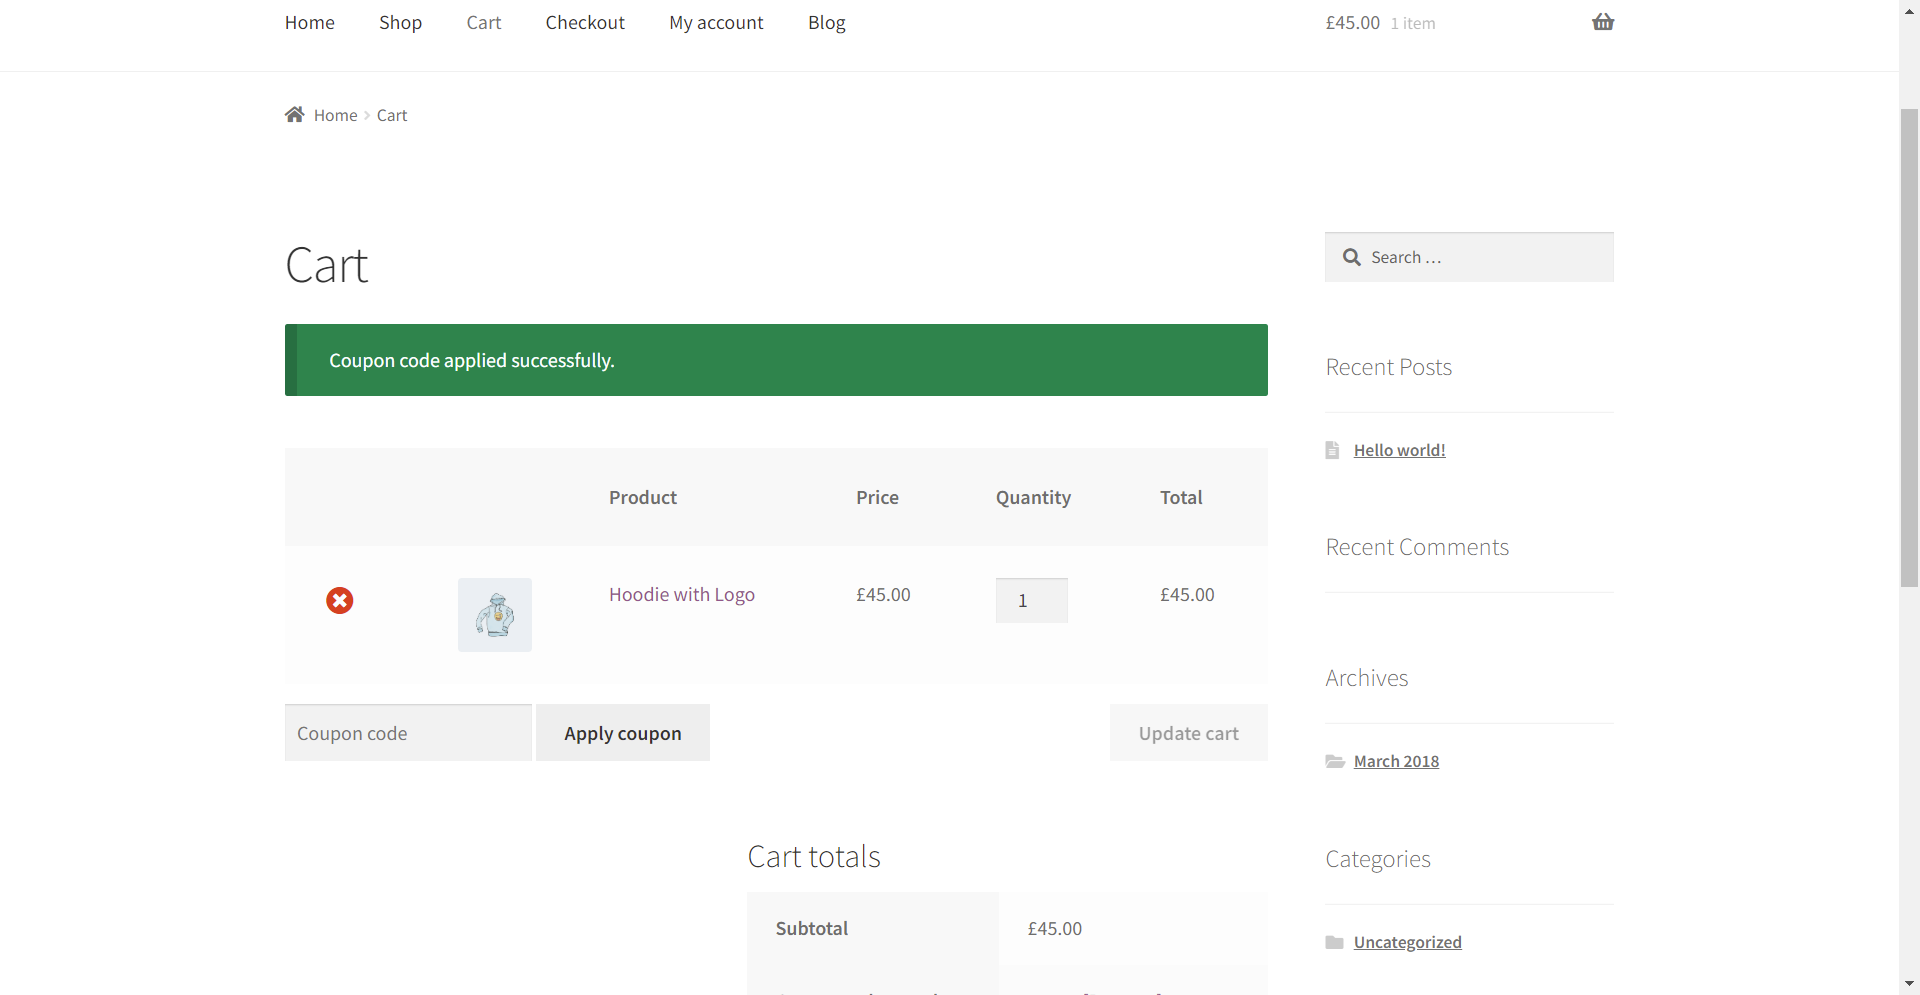 Home Shop Cart Checkout My account Blog £45.00 1 item
Home Cart
Cart
Search …
Coupon code applied successfully.
Recent Posts
Hello world!
Product Price Quantity Total
Recent Comments
Hoodie with Logo £45.00 1 £45.00
Archives
Coupon code Apply coupon Update cart
March 2018
Cart totals
Categories
Subtotal £45.00
Uncategorized